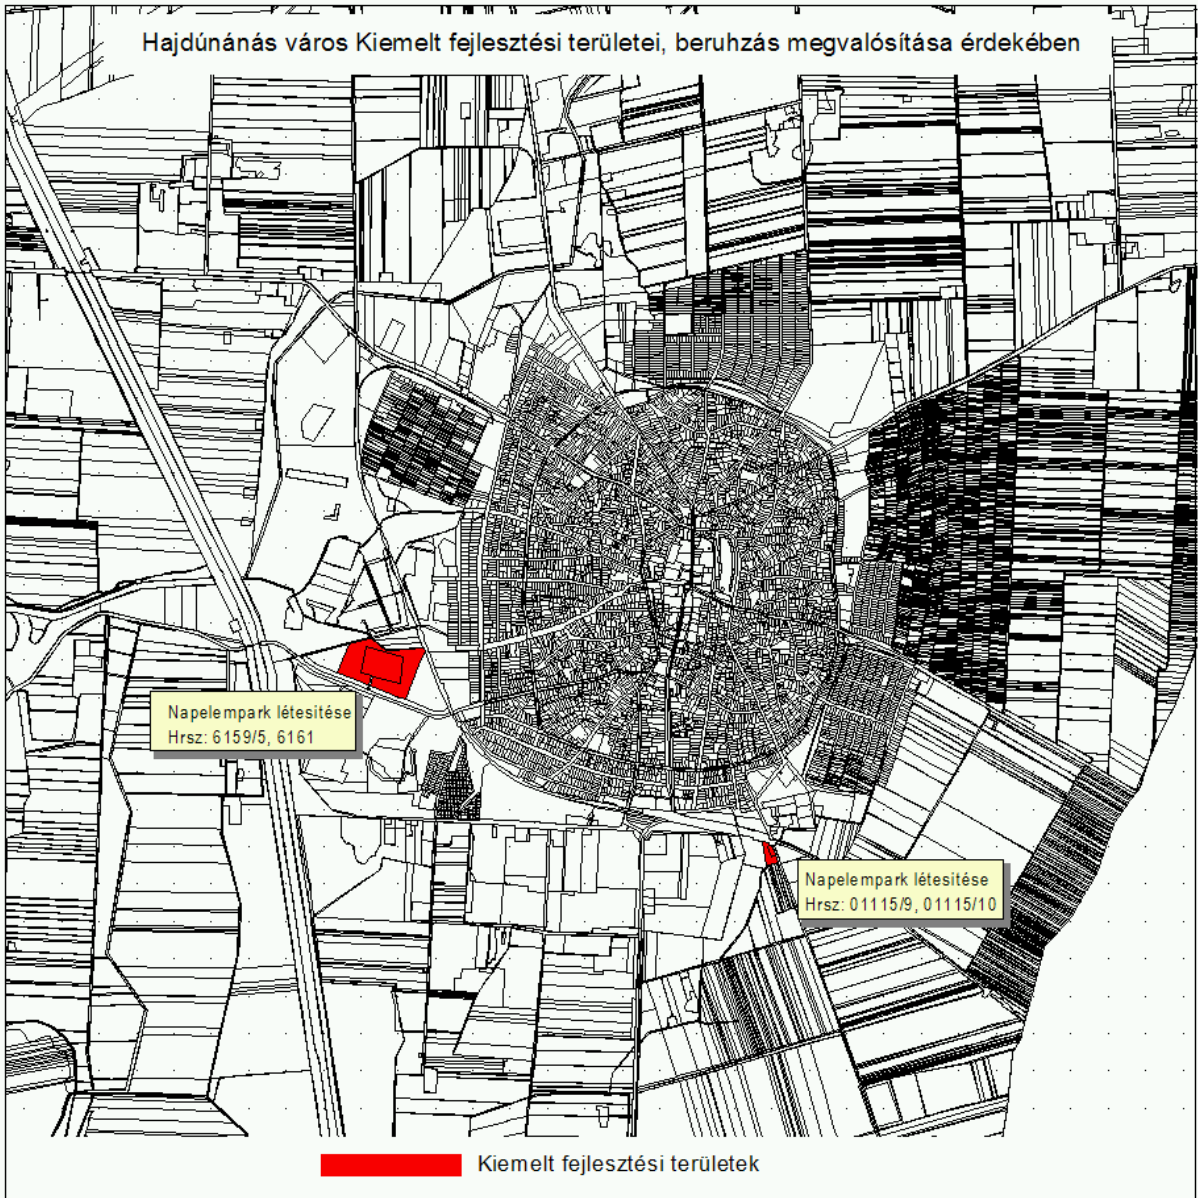 Hajdúnánás város Kiemelt fejlesztési területei, beruhzás megvalósítása érdekében
Napelempark létesitése
Hrsz: 6159/5, 6161
Napelempark létesitése
Hrsz: 01115/9, 01115/10
Kiemelt fejlesztési területek